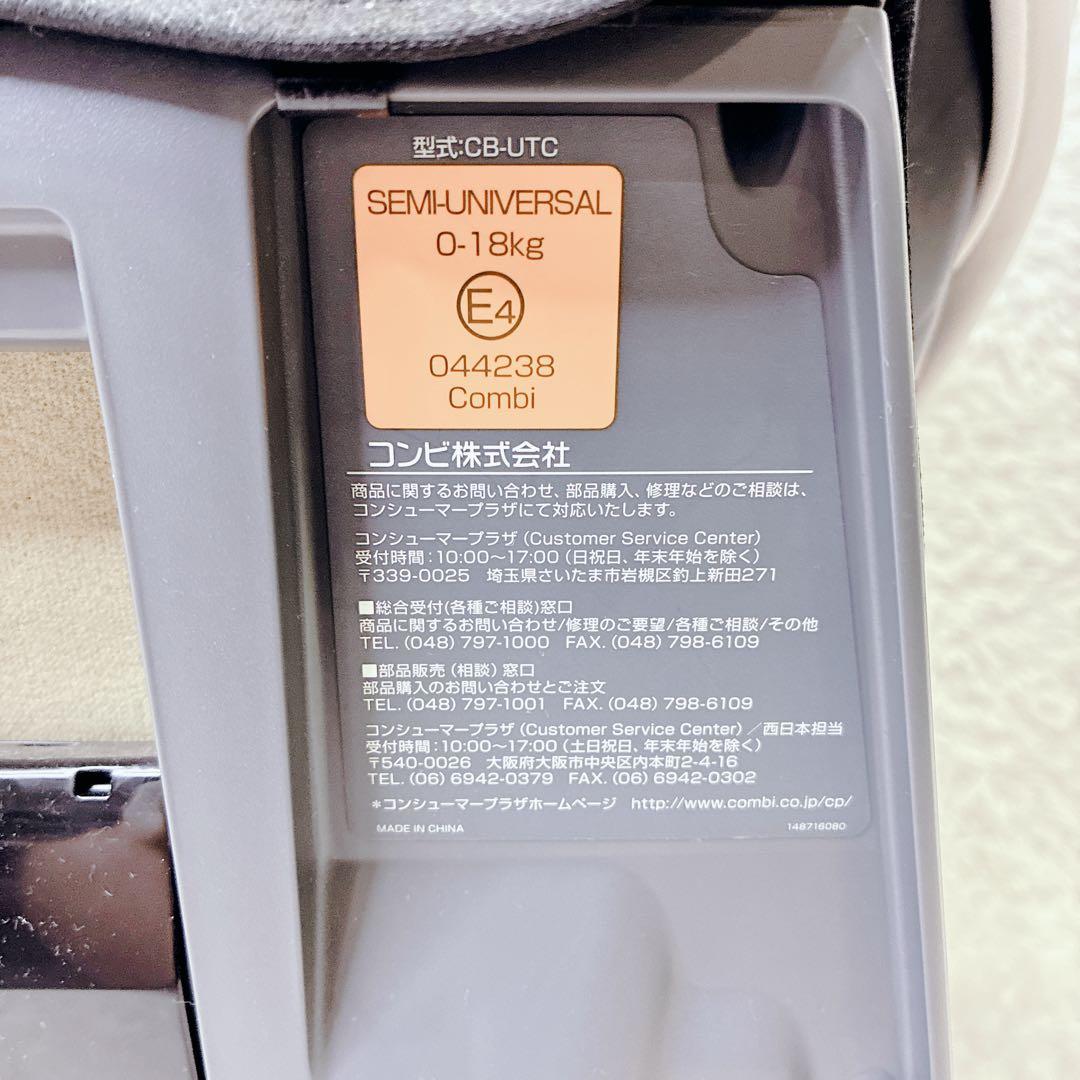 型式:CB-UTC
SEMI-UNIVERSAL
0-18kg
E4
044238
Combi
コンビ株式会社
商品に関するお問い合わせ、部品購入、修理などのご相談は、
コンシューマープラザにて対応いたします。
コンシューマープラザ（Customer Service Center）
受付時間：10:00～17:00（日祝日、年末年始を除く）
〒339-0025 埼玉県さいたま市岩槻区釣上新田271
■総合受付(各種ご相談)窓口
商品に関するお問い合わせ/修理のご要望/各種ご相談/その他
TEL. (048) 797-1000 FAX. (048) 798-6109
■部品販売（相談）窓口
部品購入のお問い合わせとご注文
TEL. (048) 797-1001 FAX. (048) 798-6109
コンシューマープラザ（Customer Service Center）／西日本担当
受付時間：10:00～17:00（土日祝日、年末年始を除く）
〒540-0026 大阪府大阪市中央区内本町2-4-16
TEL. (06) 6942-0379 FAX. (06) 6942-0302
＊コンシューマープラザホームページ http://www.combi.co.jp/cp/
MADE IN CHINA 148716080